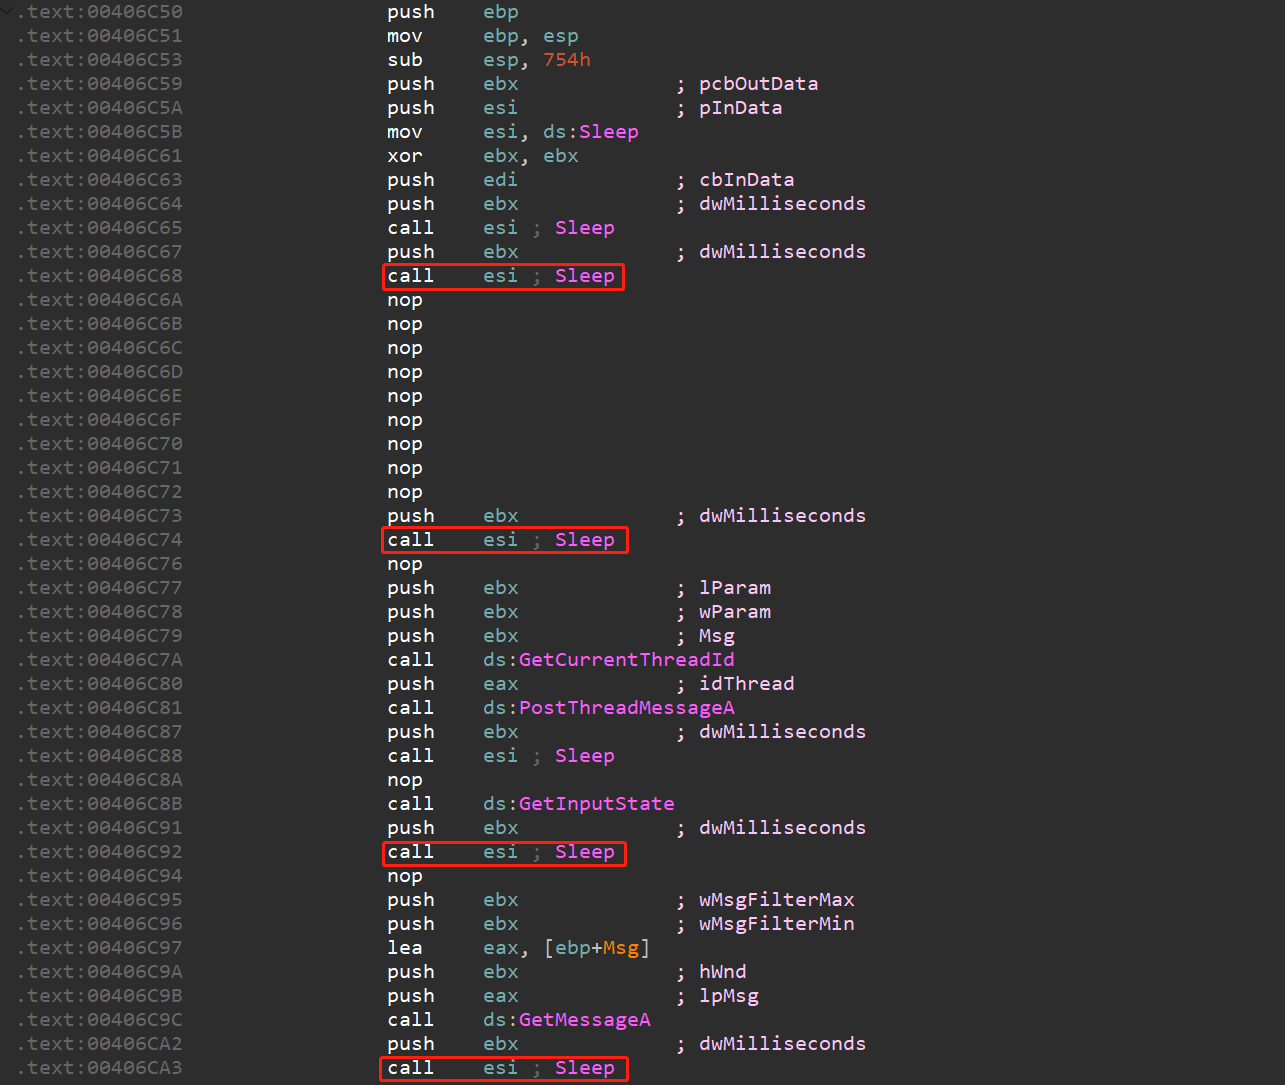 .text:00406C50 push ebp
.text:00406C51 mov ebp, esp
.text:00406C53 sub esp, 754h
.text:00406C59 push ebx ; pcbOutData
.text:00406C5A push esi ; pInData
.text:00406C5B mov esi, ds:Sleep
.text:00406C61 xor ebx, ebx
.text:00406C63 push edi ; cbInData
.text:00406C64 push ebx ; dwMilliseconds
.text:00406C65 call esi ; Sleep
.text:00406C67 push ebx ; dwMilliseconds
.text:00406C68 call esi ; Sleep
.text:00406C6A nop
.text:00406C6B nop
.text:00406C6C nop
.text:00406C6D nop
.text:00406C6E nop
.text:00406C6F nop
.text:00406C70 nop
.text:00406C71 nop
.text:00406C72 nop
.text:00406C73 push ebx ; dwMilliseconds
.text:00406C74 call esi ; Sleep
.text:00406C76 nop
.text:00406C77 push ebx ; lParam
.text:00406C78 push ebx ; wParam
.text:00406C79 push ebx ; Msg
.text:00406C7A call ds:GetCurrentThreadId
.text:00406C80 push eax ; idThread
.text:00406C81 call ds:PostThreadMessageA
.text:00406C87 push ebx ; dwMilliseconds
.text:00406C88 call esi ; Sleep
.text:00406C8A nop
.text:00406C8B call ds:GetInputState
.text:00406C91 push ebx ; dwMilliseconds
.text:00406C92 call esi ; Sleep
.text:00406C94 nop
.text:00406C95 push ebx ; wMsgFilterMax
.text:00406C96 push ebx ; wMsgFilterMin
.text:00406C97 lea eax, [ebp+Msg]
.text:00406C9A push ebx ; hWnd
.text:00406C9B push eax ; lpMsg
.text:00406C9C call ds:GetMessageA
.text:00406CA2 push ebx ; dwMilliseconds
.text:00406CA3 call esi ; Sleep